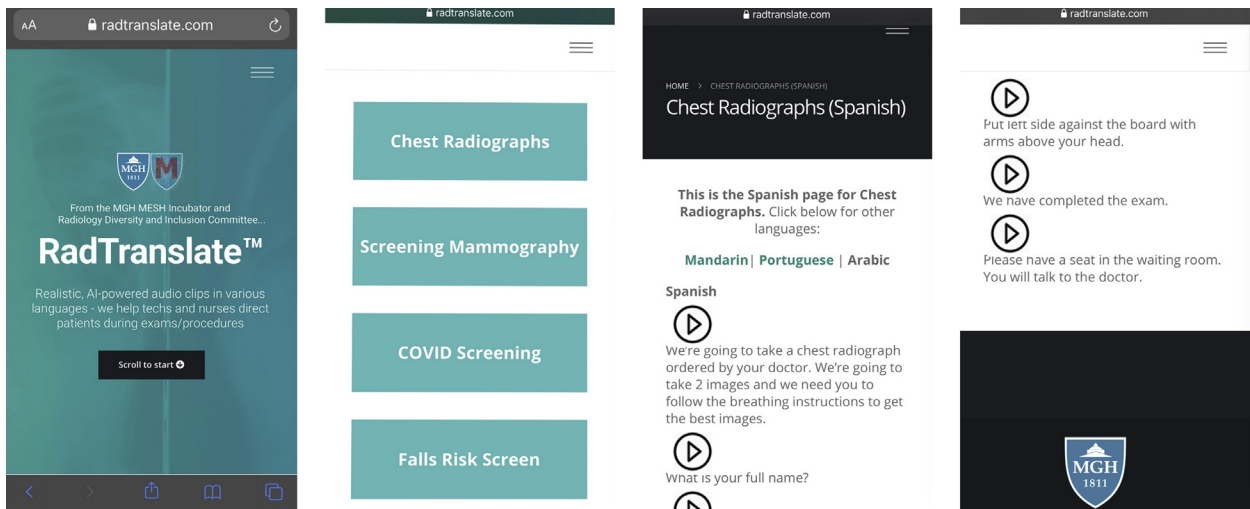 AA radtranslate.com
MGH
1811
M
From the MGH MESH Incubator and
Radiology Diversity and Inclusion Committee...
RadTranslate™
Realistic, AI-powered audio clips in various
languages - we help techs and nurses direct
patients during exams/procedures
Scroll to start
radtranslate.com
Chest Radiographs
Screening Mammography
COVID Screening
Falls Risk Screen
radtranslate.com
HOME > CHEST RADIOGRAPHS (SPANISH)
Chest Radiographs (Spanish)
This is the Spanish page for Chest
Radiographs. Click below for other
languages:
Mandarin| Portuguese | Arabic
Spanish
We're going to take a chest radiograph
ordered by your doctor. We're going to
take 2 images and we need you to
follow the breathing instructions to get
the best images.
What is your full name?
radtranslate.com
Put left side against the board with
arms above your head.
We have completed the exam.
Please have a seat in the waiting room.
You will talk to the doctor.
MGH
1811